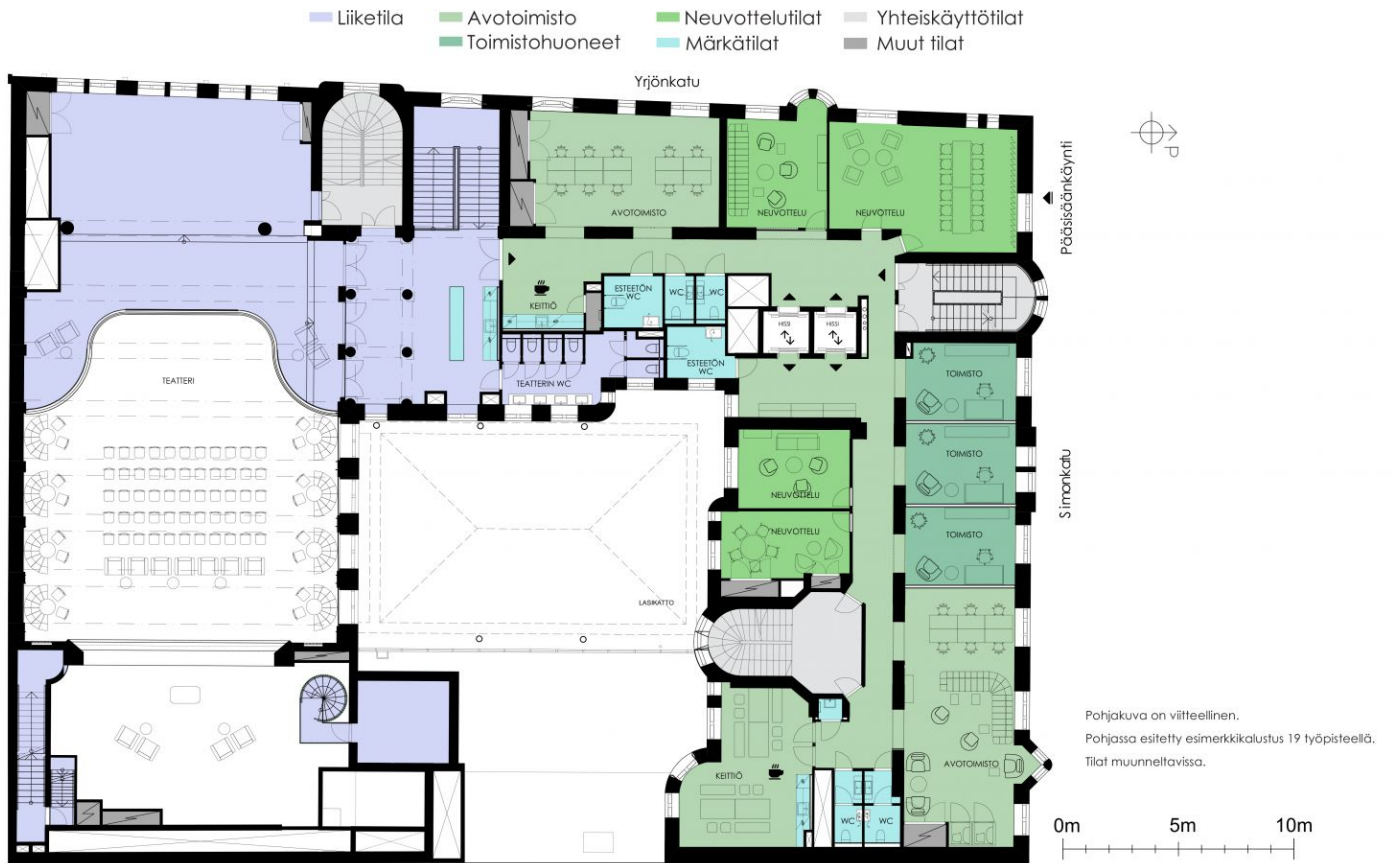 Liiketila
Avotoimisto
Neuvottelutilat
Yhteiskäyttötilat
Toimistohuoneet
Märkätilat
Muut tilat
Yrjönkatu
P
Pääsisäänkäynti
AVOTOIMISTO
NEUVOTTELU
NEUVOTTELU
KEITTIÖ
ESTEETÖN
WC
WC
WC
HISSI
HISSI
ESTEETÖN
WC
TEATTERIN WC
TEATTERI
TOIMISTO
TOIMISTO
TOIMISTO
Simonkatu
NEUVOTTELU
NEUVOTTELU
LASIKATTO
KEITTIÖ
AVOTOIMISTO
WC
WC
Pohjakuva on viitteellinen.
Pohjassa esitetty esimerkkikalustus 19 työpisteellä.
Tilat muunneltavissa.
0m 5m 10m